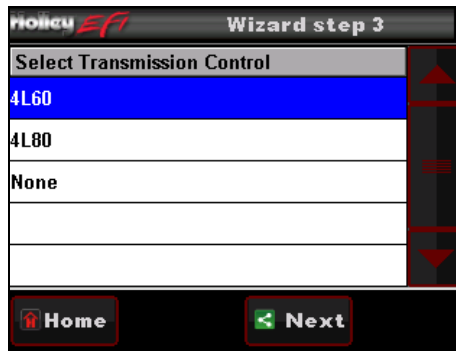 Holley EFI Wizard step 3
Select Transmission Control
4L60
4L80
None
Home Next